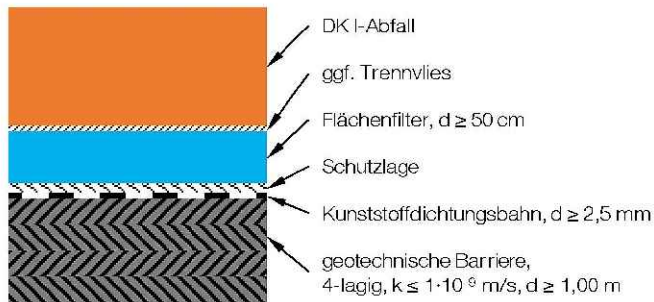 DK I-Abfall
ggf. Trennvlies
Flächenfilter, d ≥ 50 cm
Schutzlage
Kunststoffdichtungsbahn, d ≥ 2,5 mm
geotechnische Barriere,
4-lagig, k ≤ 1·10⁻⁹ m/s, d ≥ 1,00 m